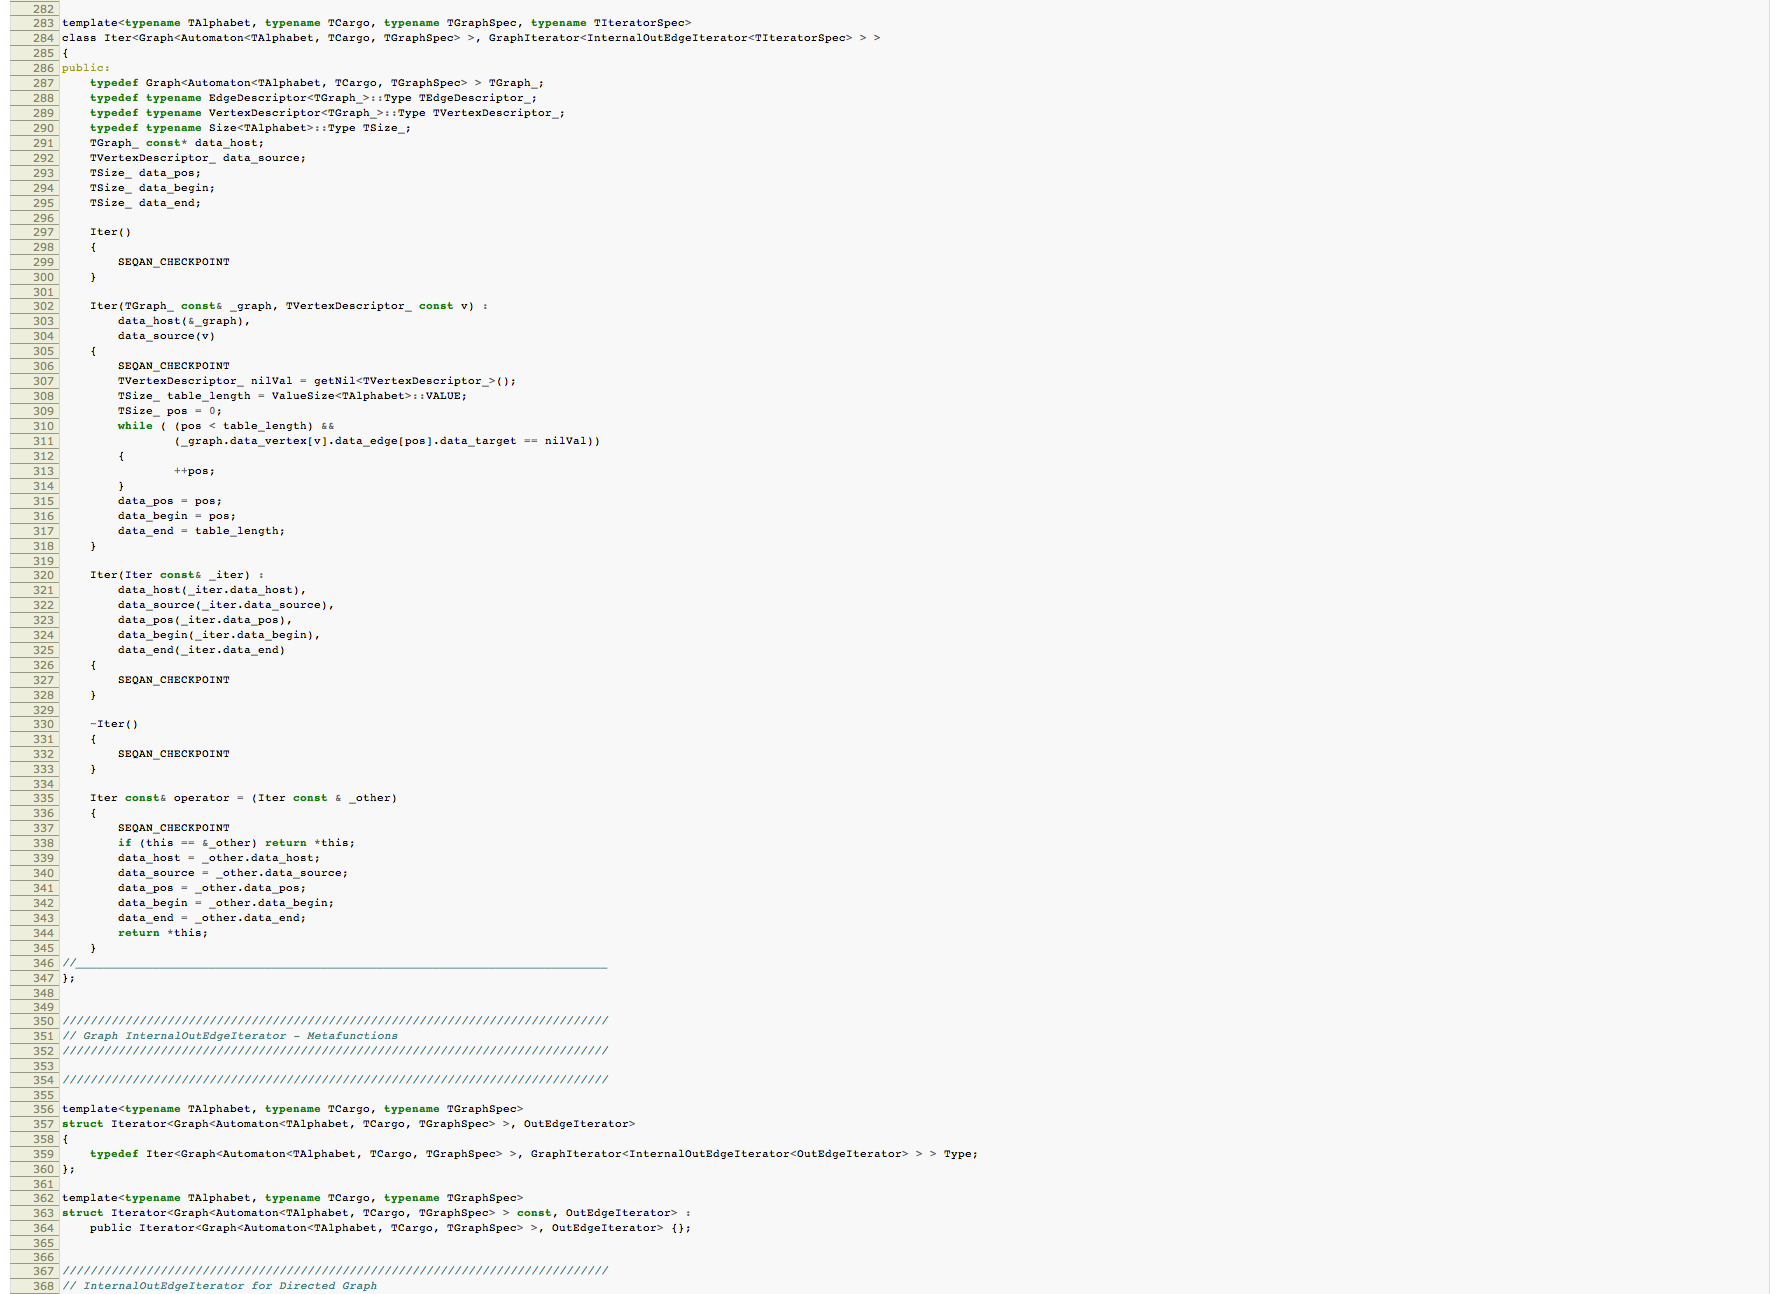 282
283 template<typename TAlphabet, typename TCargo, typename TGraphSpec, typename TIteratorSpec>
284 class Iter<Graph<Automaton<TAlphabet, TCargo, TGraphSpec> >, GraphIterator<InternalOutEdgeIterator<TIteratorSpec> > >
285 {
286 public:
287     typedef Graph<Automaton<TAlphabet, TCargo, TGraphSpec> > TGraph_;
288     typedef typename EdgeDescriptor<TGraph_>::Type TEdgeDescriptor_;
289     typedef typename VertexDescriptor<TGraph_>::Type TVertexDescriptor_;
290     typedef typename Size<TAlphabet>::Type TSize_;
291     TGraph_ const* data_host;
292     TVertexDescriptor_ data_source;
293     TSize_ data_pos;
294     TSize_ data_begin;
295     TSize_ data_end;
296
297     Iter()
298     {
299         SEQAN_CHECKPOINT
300     }
301
302     Iter(TGraph_ const& _graph, TVertexDescriptor_ const v) :
303         data_host(&_graph),
304         data_source(v)
305     {
306         SEQAN_CHECKPOINT
307         TVertexDescriptor_ nilVal = getNil<TVertexDescriptor_>();
308         TSize_ table_length = ValueSize<TAlphabet>::VALUE;
309         TSize_ pos = 0;
310         while ( (pos < table_length) &&
311                 (_graph.data_vertex[v].data_edge[pos].data_target == nilVal))
312         {
313                 ++pos;
314         }
315         data_pos = pos;
316         data_begin = pos;
317         data_end = table_length;
318     }
319
320     Iter(Iter const& _iter) :
321         data_host(_iter.data_host),
322         data_source(_iter.data_source),
323         data_pos(_iter.data_pos),
324         data_begin(_iter.data_begin),
325         data_end(_iter.data_end)
326     {
327         SEQAN_CHECKPOINT
328     }
329
330     ~Iter()
331     {
332         SEQAN_CHECKPOINT
333     }
334
335     Iter const& operator = (Iter const & _other)
336     {
337         SEQAN_CHECKPOINT
338         if (this == &_other) return *this;
339         data_host = _other.data_host;
340         data_source = _other.data_source;
341         data_pos = _other.data_pos;
342         data_begin = _other.data_begin;
343         data_end = _other.data_end;
344         return *this;
345     }
346 //____________________________________________________________________________
347 };
348
349
350 //////////////////////////////////////////////////////////////////////////////
351 // Graph InternalOutEdgeIterator - Metafunctions
352 //////////////////////////////////////////////////////////////////////////////
353
354 //////////////////////////////////////////////////////////////////////////////
355
356 template<typename TAlphabet, typename TCargo, typename TGraphSpec>
357 struct Iterator<Graph<Automaton<TAlphabet, TCargo, TGraphSpec> >, OutEdgeIterator>
358 {
359     typedef Iter<Graph<Automaton<TAlphabet, TCargo, TGraphSpec> >, GraphIterator<InternalOutEdgeIterator<OutEdgeIterator> > > Type;
360 };
361
362 template<typename TAlphabet, typename TCargo, typename TGraphSpec>
363 struct Iterator<Graph<Automaton<TAlphabet, TCargo, TGraphSpec> > const, OutEdgeIterator> :
364     public Iterator<Graph<Automaton<TAlphabet, TCargo, TGraphSpec> >, OutEdgeIterator> {};
365
366
367 //////////////////////////////////////////////////////////////////////////////
368 // InternalOutEdgeIterator for Directed Graph